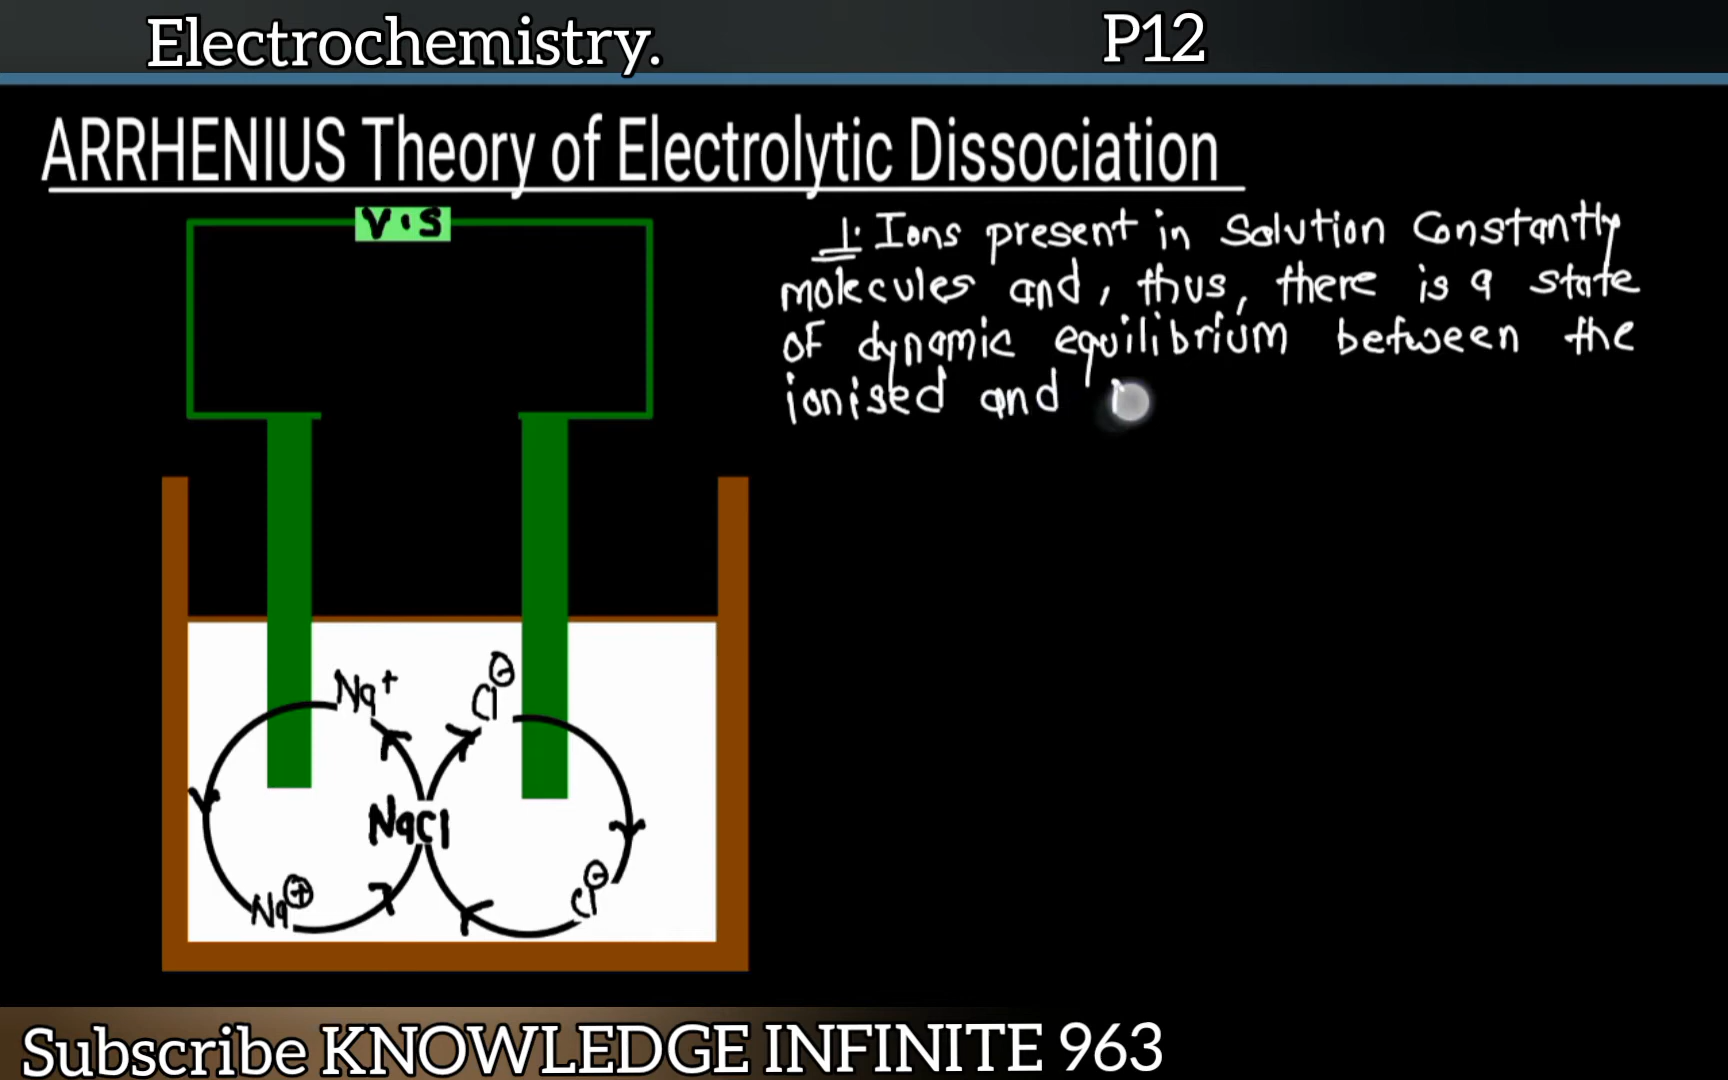 Electrochemistry. P12
ARRHENIUS Theory of Electrolytic Dissociation
V.S
1. Ions present in Solution Constantly
molecules and, thus, there is a state
of dynamic equilibrium between the
ionised and
Na+
Cl⊖
NaCl
Na⊕
Cl⊖
Subscribe KNOWLEDGE INFINITE 963